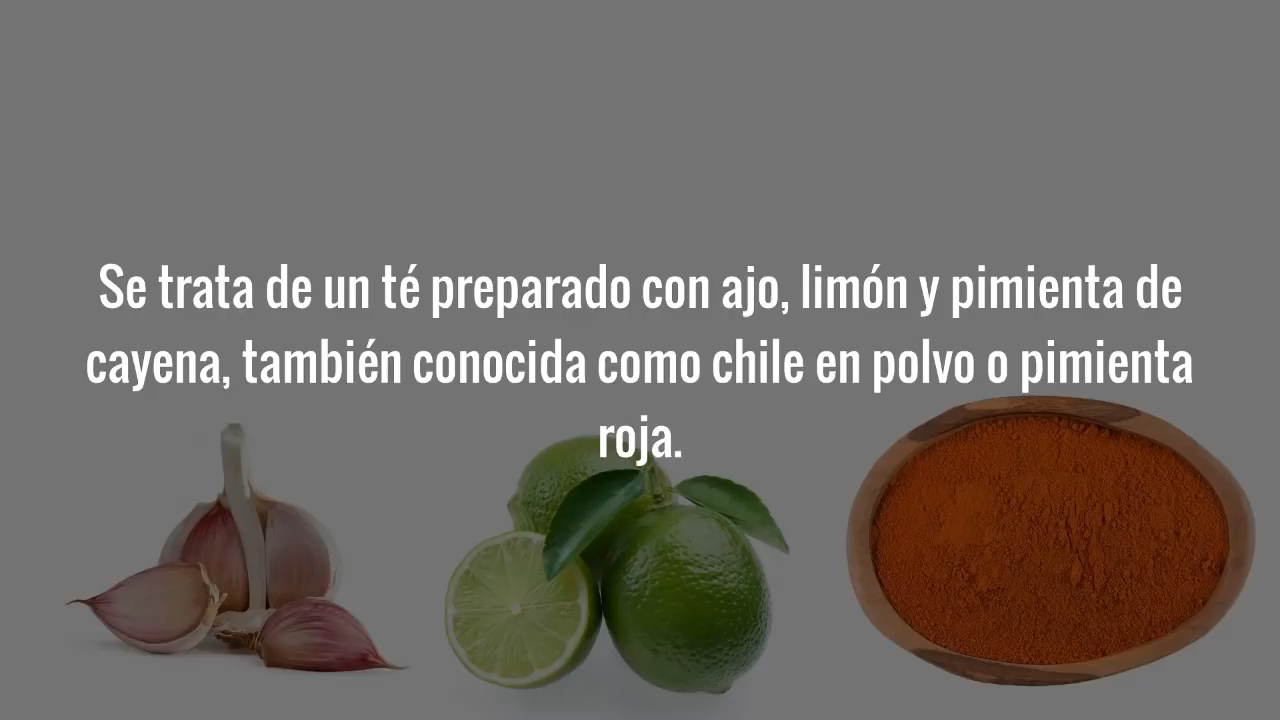 Se trata de un té preparado con ajo, limón y pimienta de
cayena, también conocida como chile en polvo o pimienta
roja.